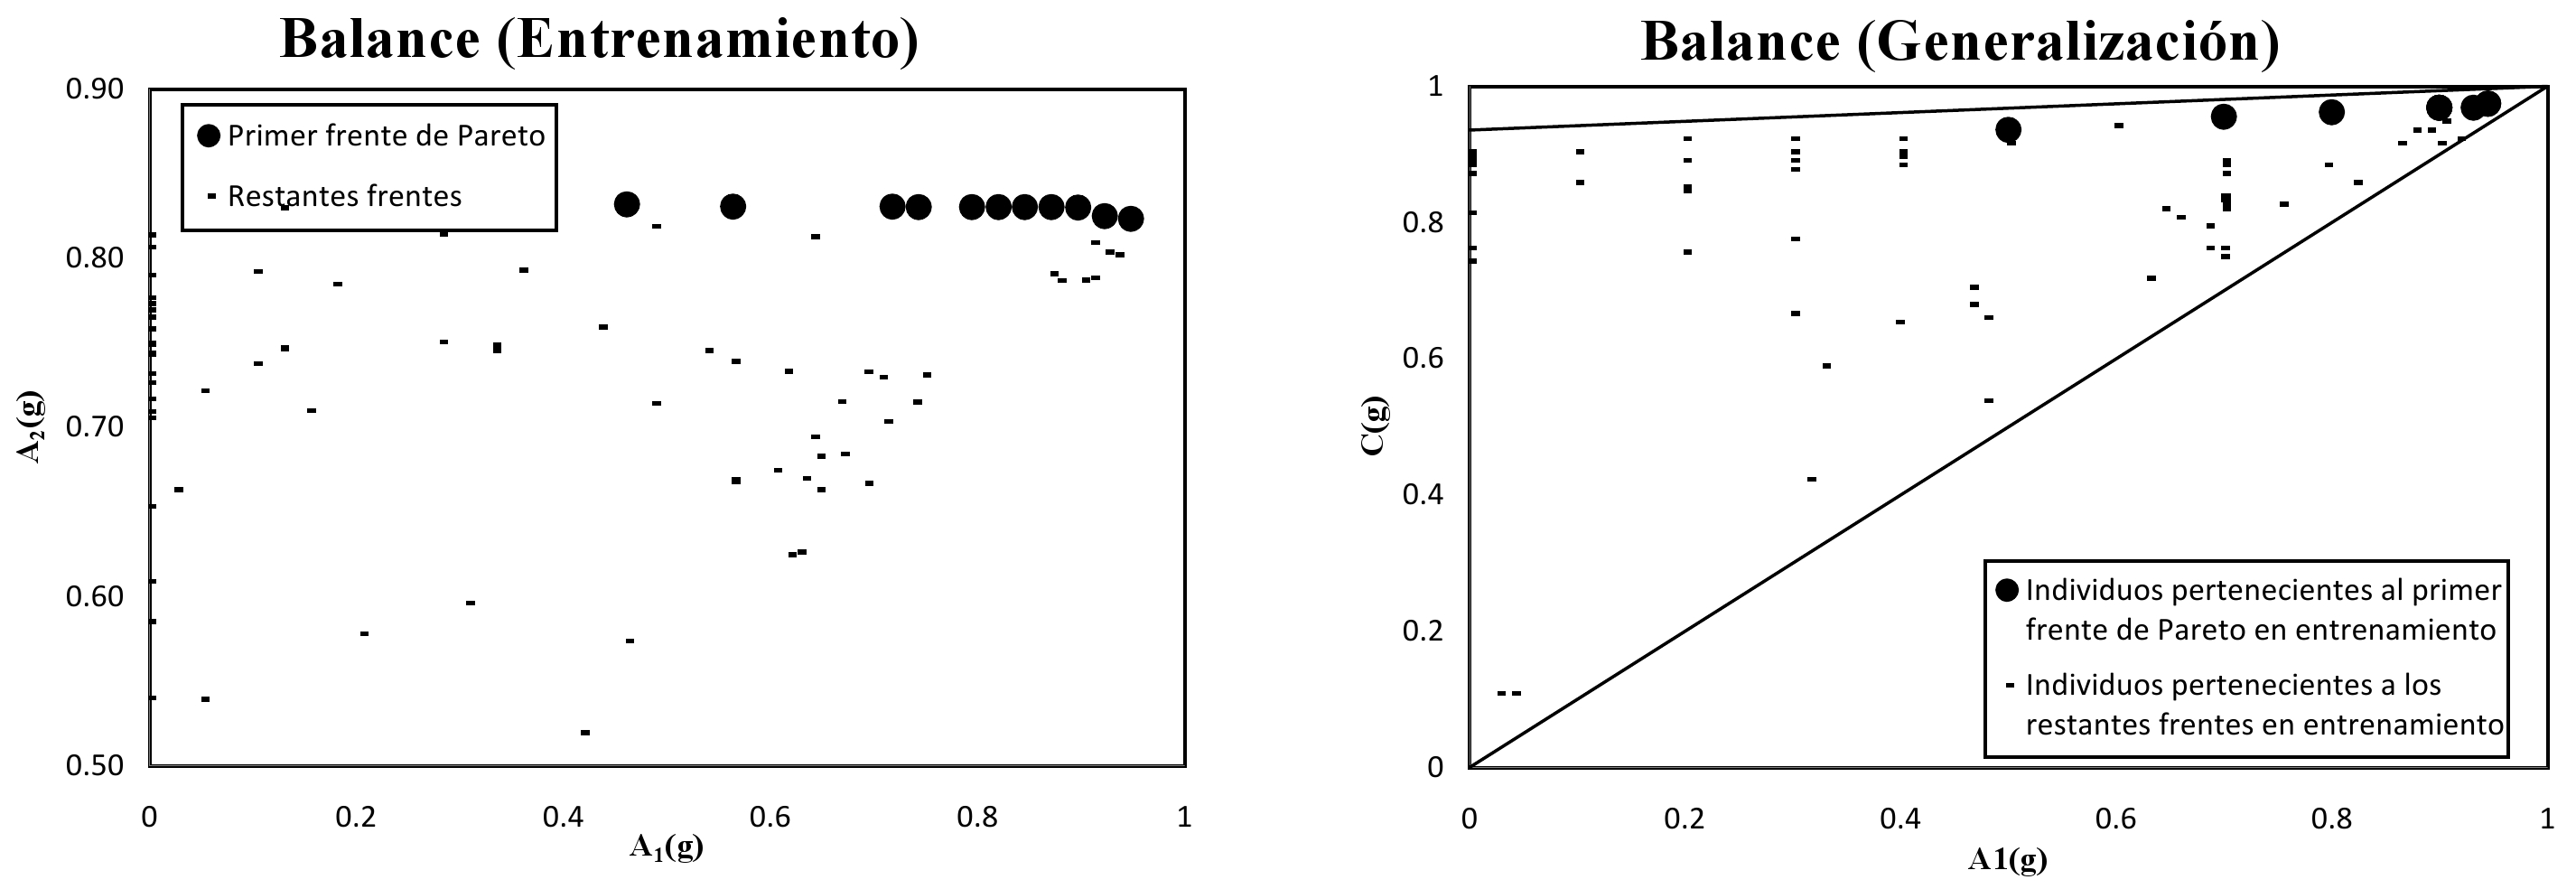 Balance (Entrenamiento)
0.90
0.80
0.70
0.60
0.50
A2(g)
Primer frente de Pareto
Restantes frentes
0 0.2 0.4 0.6 0.8 1
A1(g)
Balance (Generalización)
1
0.8
0.6
0.4
0.2
0
C(g)
Individuos pertenecientes al primer
frente de Pareto en entrenamiento
Individuos pertenecientes a los
restantes frentes en entrenamiento
0 0.2 0.4 0.6 0.8 1
A1(g)